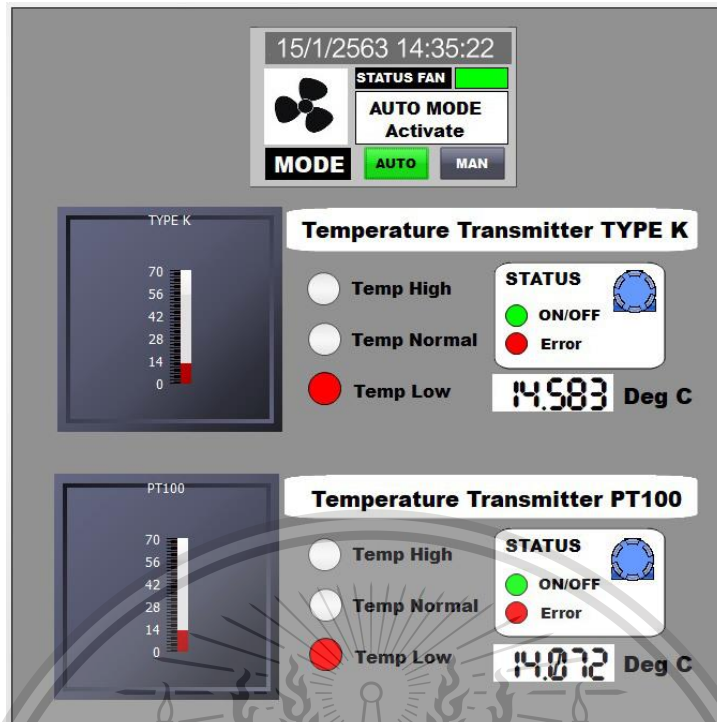 15/1/2563 14:35:22
STATUS FAN
AUTO MODE
Activate
MODE AUTO MAN
TYPE K
70
56
42
28
14
0
Temperature Transmitter TYPE K
Temp High
Temp Normal
Temp Low
STATUS
ON/OFF
Error
14.583 Deg C
PT100
70
56
42
28
14
0
Temperature Transmitter PT100
Temp High
Temp Normal
Temp Low
STATUS
ON/OFF
Error
14.072 Deg C